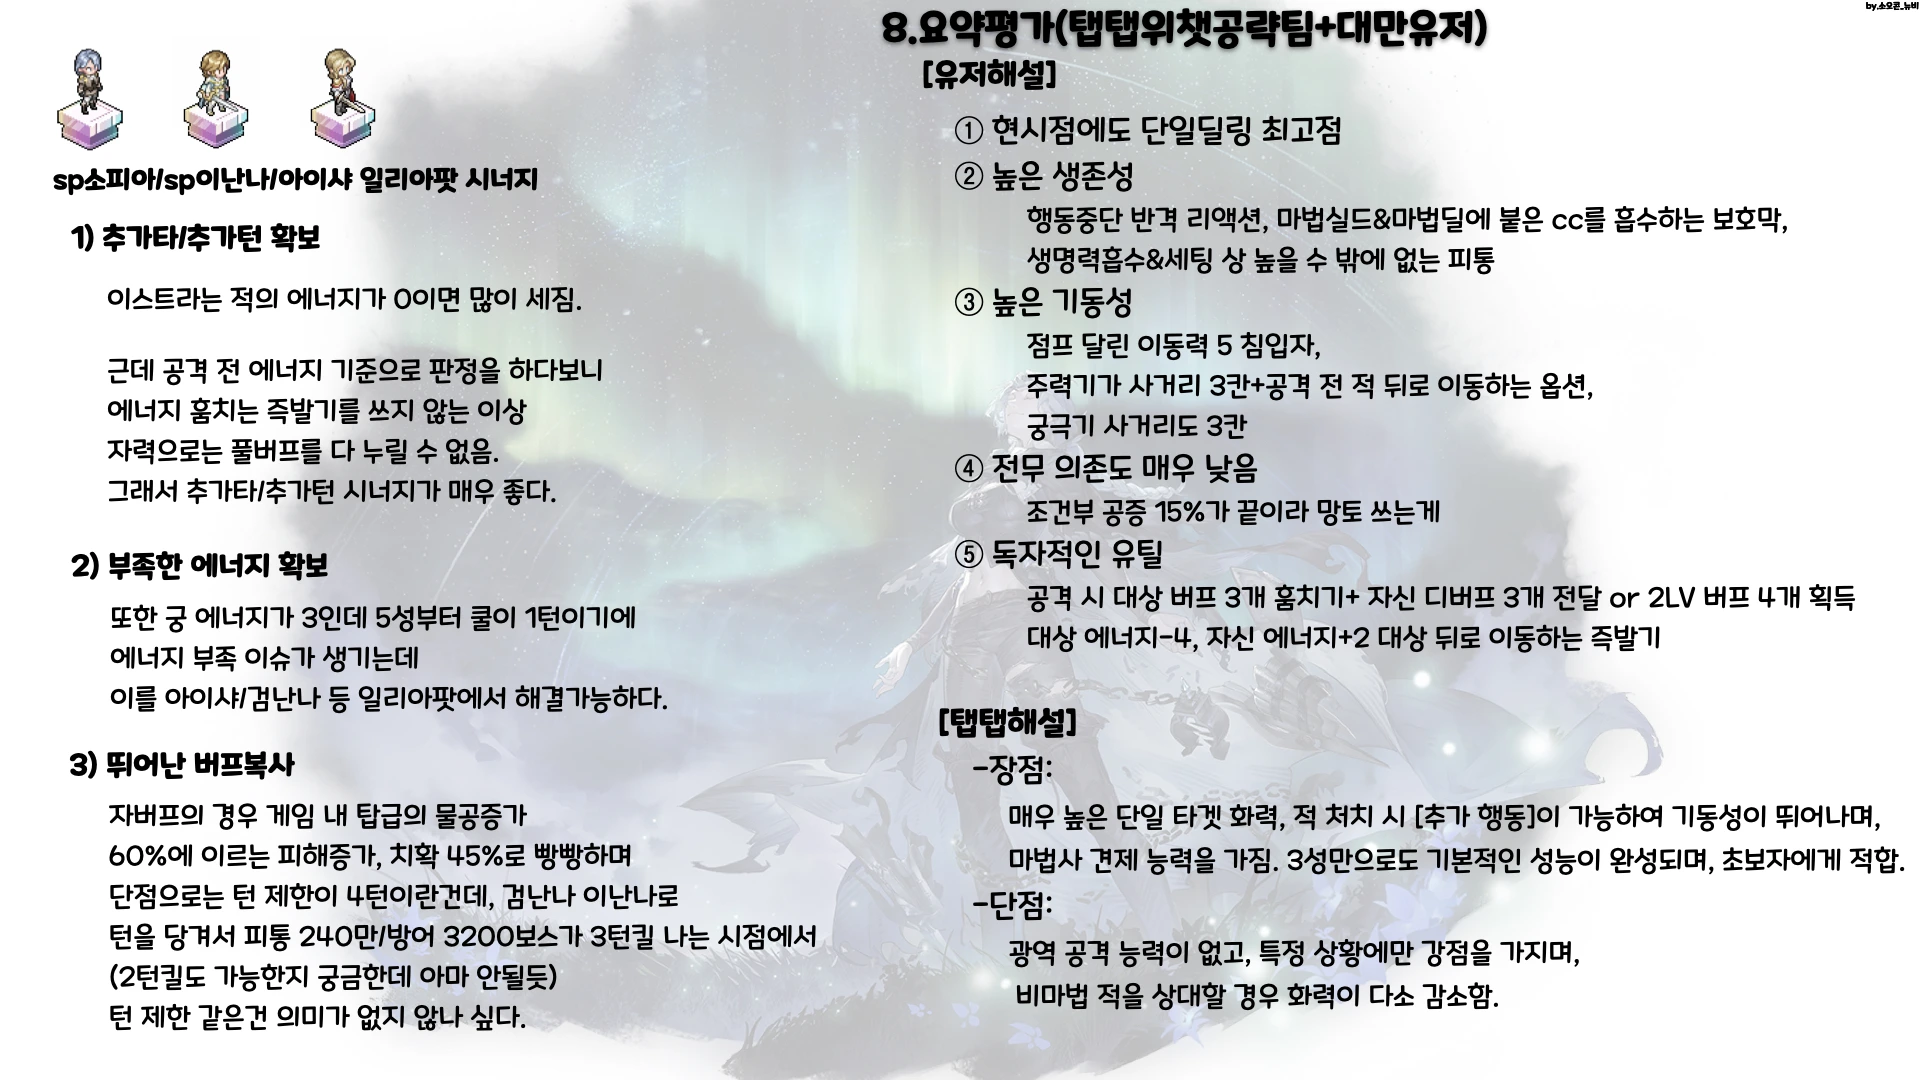 by.소오콘_뉴비
sp소피아/sp이난나/아이샤 일리아팟 시너지
1) 추가타/추가턴 확보
이스트라는 적의 에너지가 0이면 많이 세짐.
근데 공격 전 에너지 기준으로 판정을 하다보니
에너지 훔치는 즉발기를 쓰지 않는 이상
자력으로는 풀버프를 다 누릴 수 없음.
그래서 추가타/추가턴 시너지가 매우 좋다.
2) 부족한 에너지 확보
또한 궁 에너지가 3인데 5성부터 쿨이 1턴이기에
에너지 부족 이슈가 생기는데
이를 아이샤/검난나 등 일리아팟에서 해결가능하다.
3) 뛰어난 버프복사
자버프의 경우 게임 내 탑급의 물공증가
60%에 이르는 피해증가, 치확 45%로 빵빵하며
단점으로는 턴 제한이 4턴이란건데, 검난나 이난나로
턴을 당겨서 피통 240만/방어 3200보스가 3턴킬 나는 시점에서
(2턴킬도 가능한지 궁금한데 아마 안될듯)
턴 제한 같은건 의미가 없지 않나 싶다.
8.요약평가(탭탭위챗공략팀+대만유저)
[유저해설]
① 현시점에도 단일딜링 최고점
② 높은 생존성
행동중단 반격 리액션, 마법실드&마법딜에 붙은 cc를 흡수하는 보호막,
생명력흡수&세팅 상 높을 수 밖에 없는 피통
③ 높은 기동성
점프 달린 이동력 5 침입자,
주력기가 사거리 3칸+공격 전 적 뒤로 이동하는 옵션,
궁극기 사거리도 3칸
④ 전무 의존도 매우 낮음
조건부 공증 15%가 끝이라 망토 쓰는게
⑤ 독자적인 유틸
공격 시 대상 버프 3개 훔치기+ 자신 디버프 3개 전달 or 2LV 버프 4개 획득
대상 에너지-4, 자신 에너지+2 대상 뒤로 이동하는 즉발기
[탭탭해설]
-장점:
매우 높은 단일 타겟 화력, 적 처치 시 [추가 행동]이 가능하여 기동성이 뛰어나며,
마법사 견제 능력을 가짐. 3성만으로도 기본적인 성능이 완성되며, 초보자에게 적합.
-단점:
광역 공격 능력이 없고, 특정 상황에만 강점을 가지며,
비마법 적을 상대할 경우 화력이 다소 감소함.